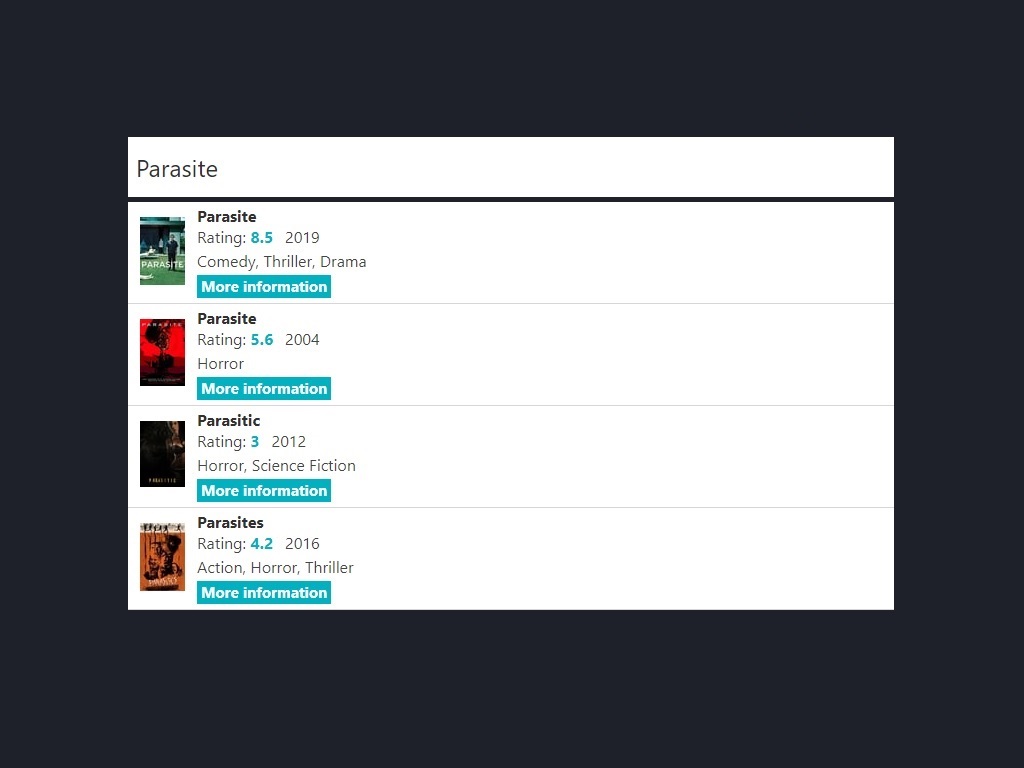 Parasite
PARASITE
Parasite
Rating: 8.5 2019
Comedy, Thriller, Drama
More information
PARASITE
Parasite
Rating: 5.6 2004
Horror
More information
Parasitic
Rating: 3 2012
Horror, Science Fiction
More information
PARASITES
Parasites
Rating: 4.2 2016
Action, Horror, Thriller
More information